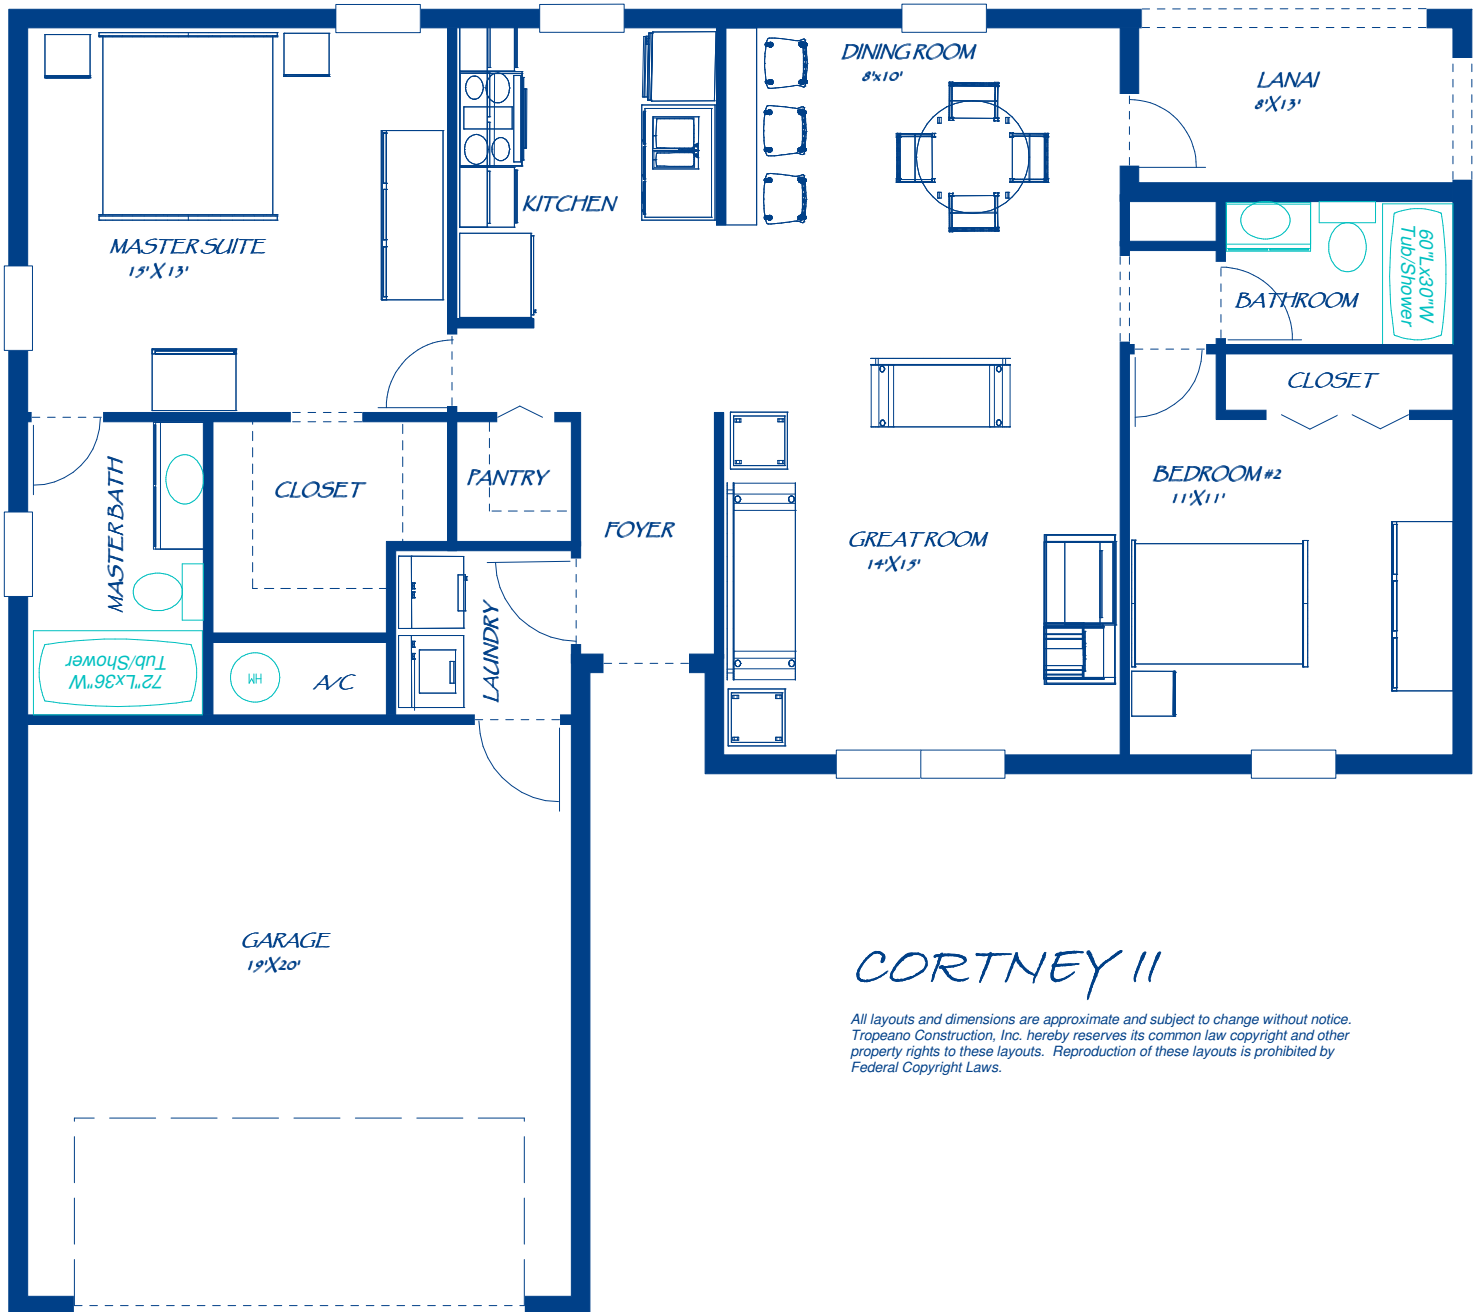 DINING ROOM
8'x10'
LANAI
8'X13'
KITCHEN
MASTER SUITE
15'X13'
60"Lx30"W
Tub/Shower
BATHROOM
CLOSET
MASTER BATH
CLOSET
PANTRY
FOYER
BEDROOM #2
11'X11'
GREAT ROOM
14'X15'
LAUNDRY
72"Lx36"W
Tub/Shower
HW
A/C
GARAGE
19'X20'
CORTNEY II
All layouts and dimensions are approximate and subject to change without notice.
Tropeano Construction, Inc. hereby reserves its common law copyright and other
property rights to these layouts. Reproduction of these layouts is prohibited by
Federal Copyright Laws.